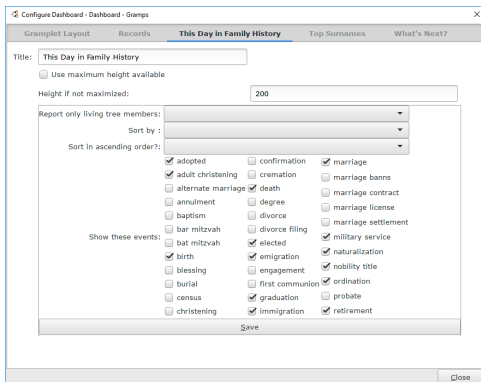 Configure Dashboard - Dashboard - Gramps
Gramplet Layout Records This Day in Family History Top Surnames What's Next?
Title: This Day in Family History
Use maximum height available
Height if not maximized: 200
Report only living tree members:
Sort by :
Sort in ascending order?:
Show these events:
adopted
adult christening
alternate marriage
annulment
baptism
bar mitzvah
bat mitzvah
birth
blessing
burial
census
christening
confirmation
cremation
death
degree
divorce
divorce filing
elected
emigration
engagement
first communion
graduation
immigration
marriage
marriage banns
marriage contract
marriage license
marriage settlement
military service
naturalization
nobility title
ordination
probate
retirement
Save
Close